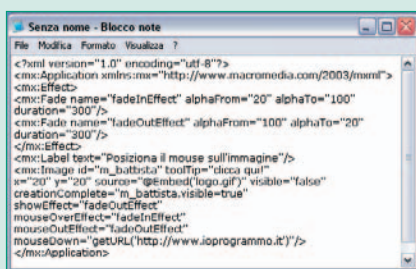 Senza nome - Blocco note
File Modifica Formato Visualizza ?
<?xml version="1.0" encoding="utf-8"?>
<mx:Application xmlns:mx="http://www.macromedia.com/2003/mxml">
<mx:Effect>
<mx:Fade name="fadeInEffect" alphaFrom="20" alphaTo="100"
duration="300"/>
<mx:Fade name="fadeOutEffect" alphaFrom="100" alphaTo="20"
duration="300"/>
</mx:Effect>
<mx:Label text="Posiziona il mouse sull'immagine"/>
<mx:Image id="m_battista" toolTip="clicca qui!"
x="20" y="20" source="@Embed('logo.gif')" visible="false"
creationComplete="m_battista.visible=true"
showEffect="fadeOutEffect"
mouseOverEffect="fadeInEffect"
mouseOutEffect="fadeOutEffect"
mouseDown="getURL('http://www.ioprogrammo.it')"/>
</mx:Application>